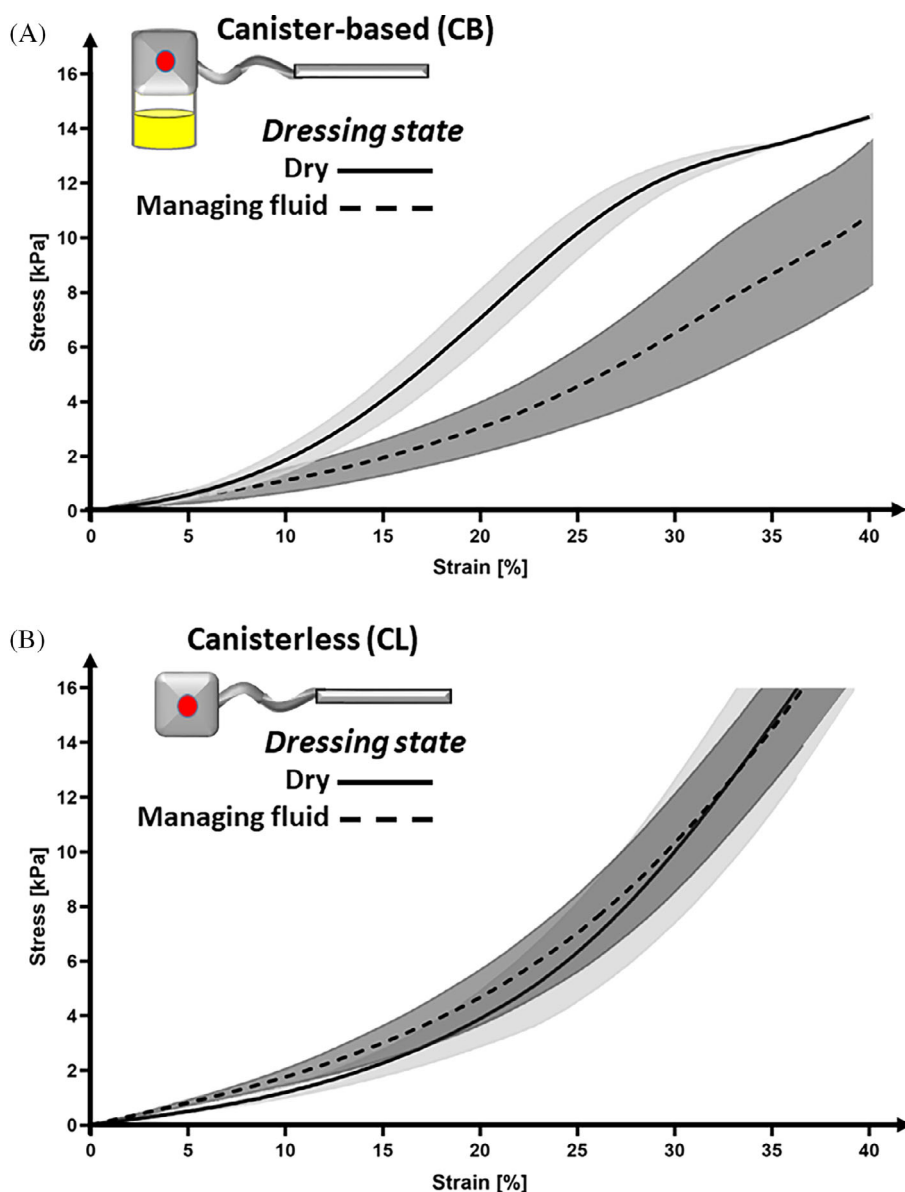 (A)
Canister-based (CB)
Dressing state
Dry
Managing fluid
Stress [kPa]
16
14
12
10
8
6
4
2
0
0 5 10 15 20 25 30 35 40
Strain [%]
(B)
Canisterless (CL)
Dressing state
Dry
Managing fluid
Stress [kPa]
16
14
12
10
8
6
4
2
0
0 5 10 15 20 25 30 35 40
Strain [%]